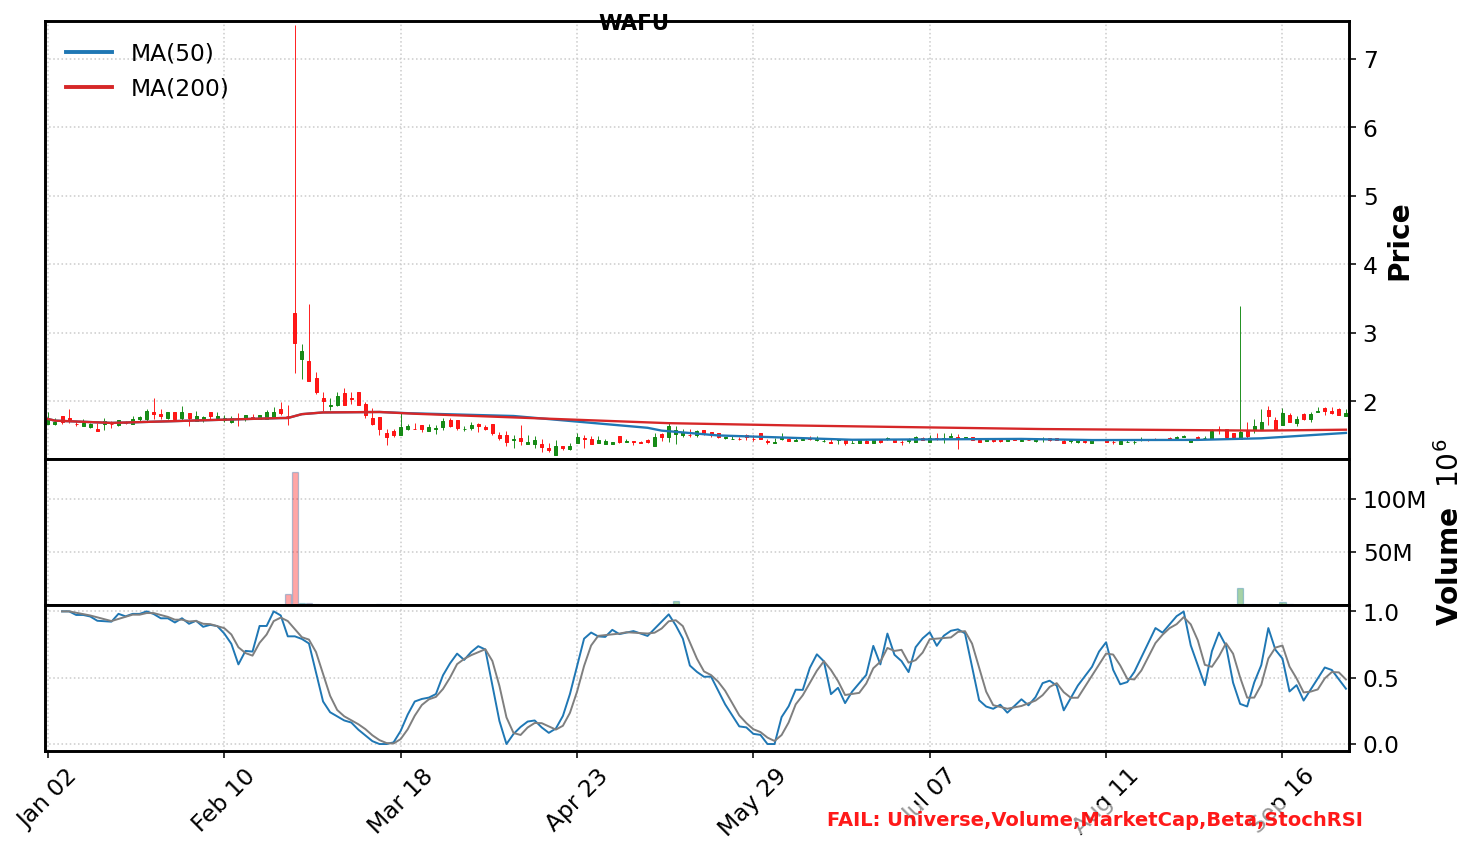 WAFU
MA(50)
MA(200)
7
6
5
4
3
2
Price
100M
50M
Volume 10⁶
1.0
0.5
0.0
Jan 02
Feb 10
Mar 18
Apr 23
May 29
Jul 07
Aug 11
Sep 16
FAIL: Universe,Volume,MarketCap,Beta,StochRSI